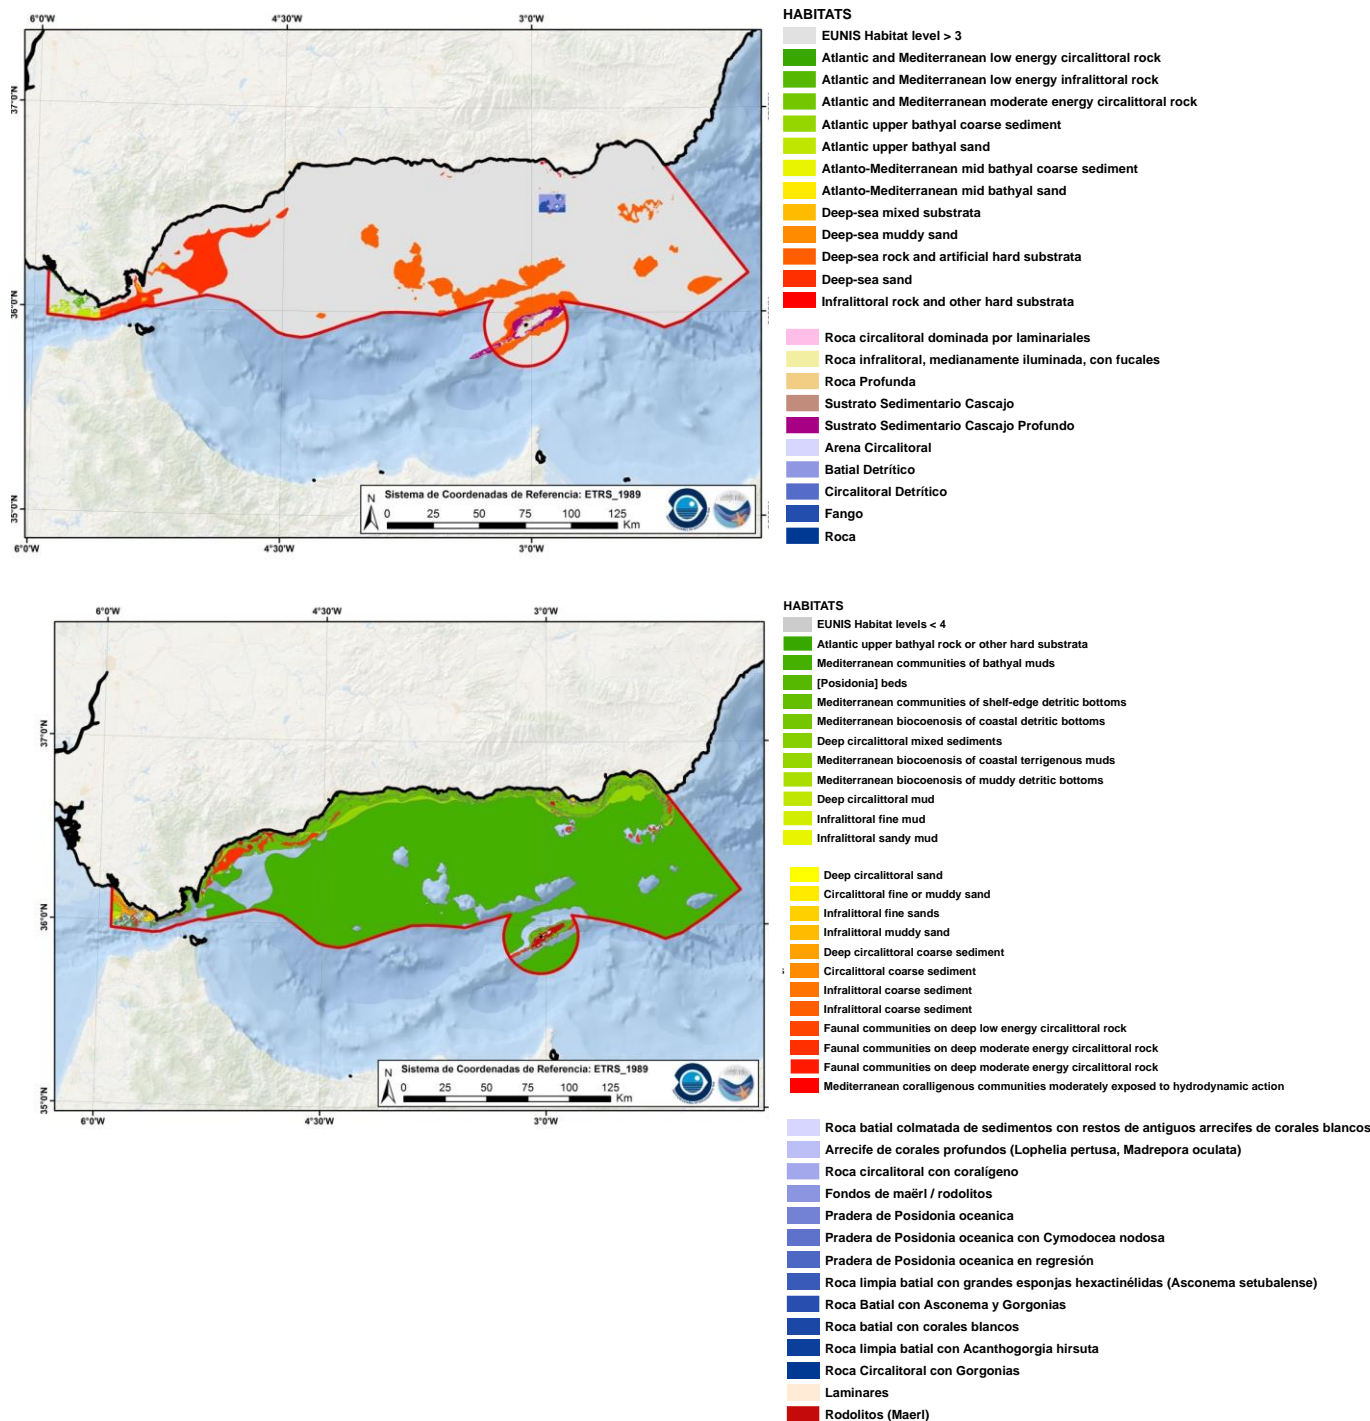 HABITATS
EUNIS Habitat level > 3
Atlantic and Mediterranean low energy circalittoral rock
Atlantic and Mediterranean low energy infralittoral rock
Atlantic and Mediterranean moderate energy circalittoral rock
Atlantic upper bathyal coarse sediment
Atlantic upper bathyal sand
Atlanto-Mediterranean mid bathyal coarse sediment
Atlanto-Mediterranean mid bathyal sand
Deep-sea mixed substrata
Deep-sea muddy sand
Deep-sea rock and artificial hard substrata
Deep-sea sand
Infralittoral rock and other hard substrata
Roca circalitoral dominada por laminariales
Roca infralitoral, medianamente iluminada, con fucales
Roca Profunda
Sustrato Sedimentario Cascajo
Sustrato Sedimentario Cascajo Profundo
Arena Circalitoral
Batial Detrítico
Circalitoral Detrítico
Fango
Roca
6°0'W 4°30'W 3°0'W
37°0'N
36°0'N
35°0'N
Sistema de Coordenadas de Referencia: ETRS_1989
N
0 25 50 75 100 125
Km
6°0'W 4°30'W 3°0'W
HABITATS
EUNIS Habitat levels < 4
Atlantic upper bathyal rock or other hard substrata
Mediterranean communities of bathyal muds
[Posidonia] beds
Mediterranean communities of shelf-edge detritic bottoms
Mediterranean biocoenosis of coastal detritic bottoms
Deep circalittoral mixed sediments
Mediterranean biocoenosis of coastal terrigenous muds
Mediterranean biocoenosis of muddy detritic bottoms
Deep circalittoral mud
Infralittoral fine mud
Infralittoral sandy mud
Deep circalittoral sand
Circalittoral fine or muddy sand
Infralittoral fine sands
Infralittoral muddy sand
Deep circalittoral coarse sediment
Circalittoral coarse sediment
Infralittoral coarse sediment
Infralittoral coarse sediment
Faunal communities on deep low energy circalittoral rock
Faunal communities on deep moderate energy circalittoral rock
Faunal communities on deep moderate energy circalittoral rock
Mediterranean coralligenous communities moderately exposed to hydrodynamic action
Roca batial colmatada de sedimentos con restos de antiguos arrecifes de corales blancos
Arrecife de corales profundos (Lophelia pertusa, Madrepora oculata)
Roca circalitoral con coralígeno
Fondos de maërl / rodolitos
Pradera de Posidonia oceanica
Pradera de Posidonia oceanica con Cymodocea nodosa
Pradera de Posidonia oceanica en regresión
Roca limpia batial con grandes esponjas hexactinélidas (Asconema setubalense)
Roca Batial con Asconema y Gorgonias
Roca batial con corales blancos
Roca limpia batial con Acanthogorgia hirsuta
Roca Circalitoral con Gorgonias
Laminares
Rodolitos (Maerl)
6°0'W 4°30'W 3°0'W
37°0'N
36°0'N
35°0'N
Sistema de Coordenadas de Referencia: ETRS_1989
N
0 25 50 75 100 125
Km
6°0'W 4°30'W 3°0'W